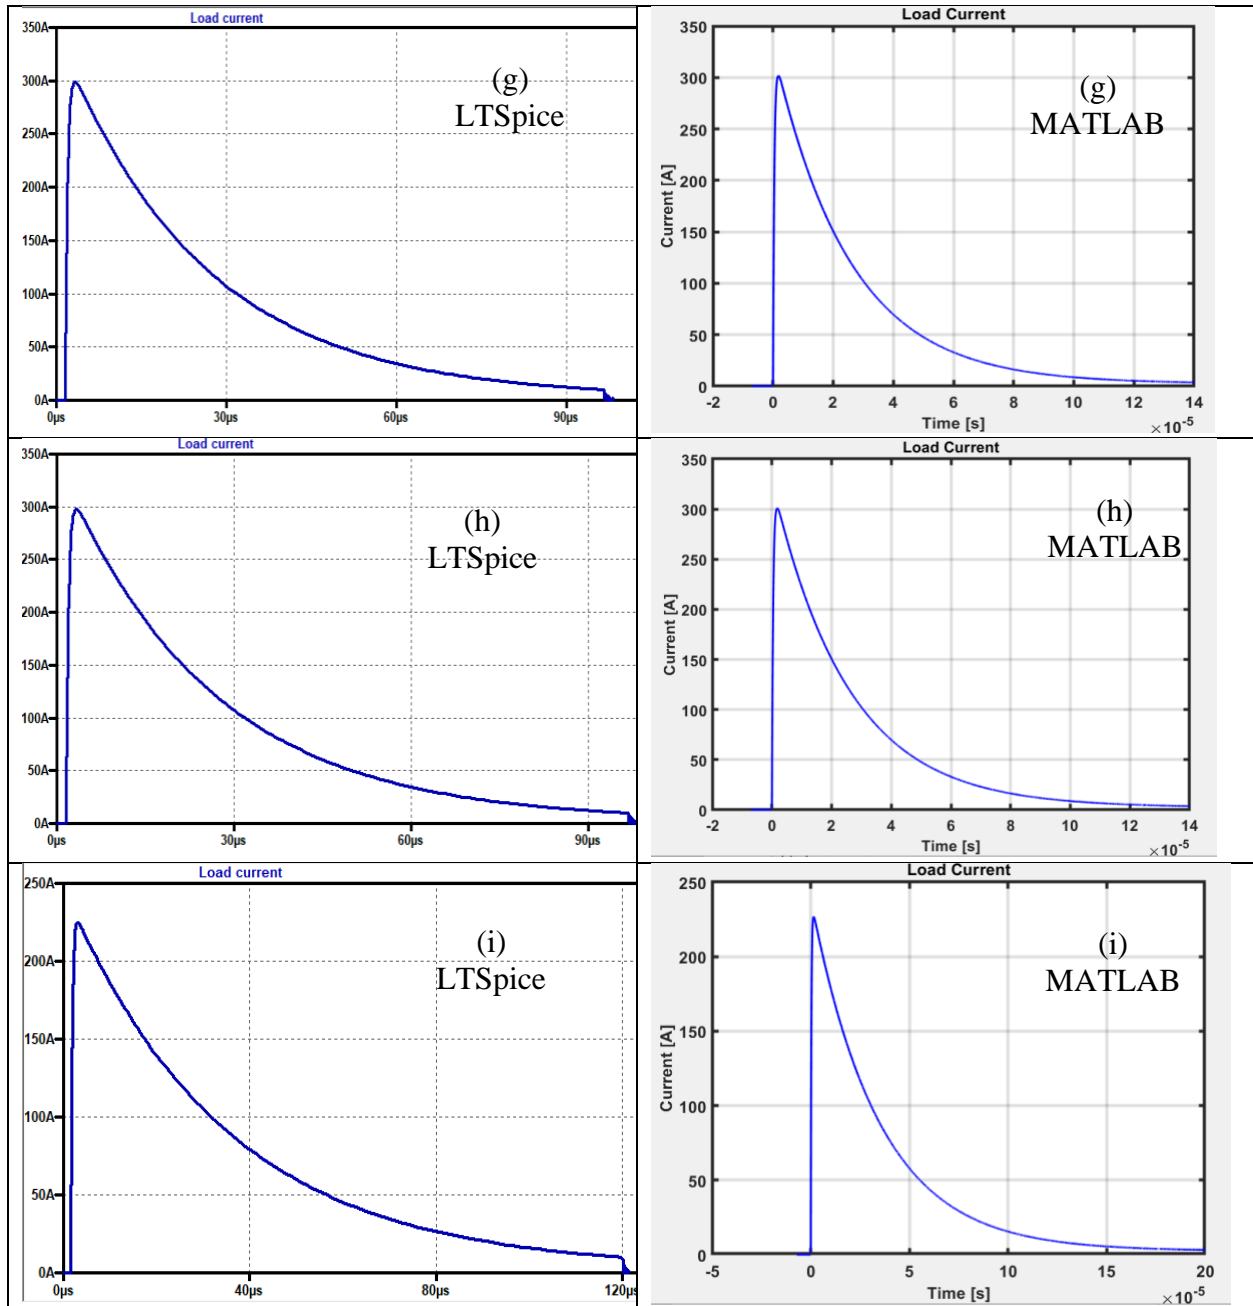 Load current
350A
300A
250A
200A
150A
100A
50A
0A
0µs
30µs
60µs
90µs
(g)
LTSpice
Load Current
350
300
250
200
150
100
50
0
Current [A]
-2
0
2
4
6
8
10
12
14
Time [s]
×10-5
(g)
MATLAB
Load current
350A
300A
250A
200A
150A
100A
50A
0A
0µs
30µs
60µs
90µs
(h)
LTSpice
Load Current
350
300
250
200
150
100
50
0
Current [A]
-2
0
2
4
6
8
10
12
14
Time [s]
×10-5
(h)
MATLAB
Load current
250A
200A
150A
100A
50A
0A
0µs
40µs
80µs
120µs
(i)
LTSpice
Load Current
250
200
150
100
50
0
Current [A]
-5
0
5
10
15
20
Time [s]
×10-5
(i)
MATLAB